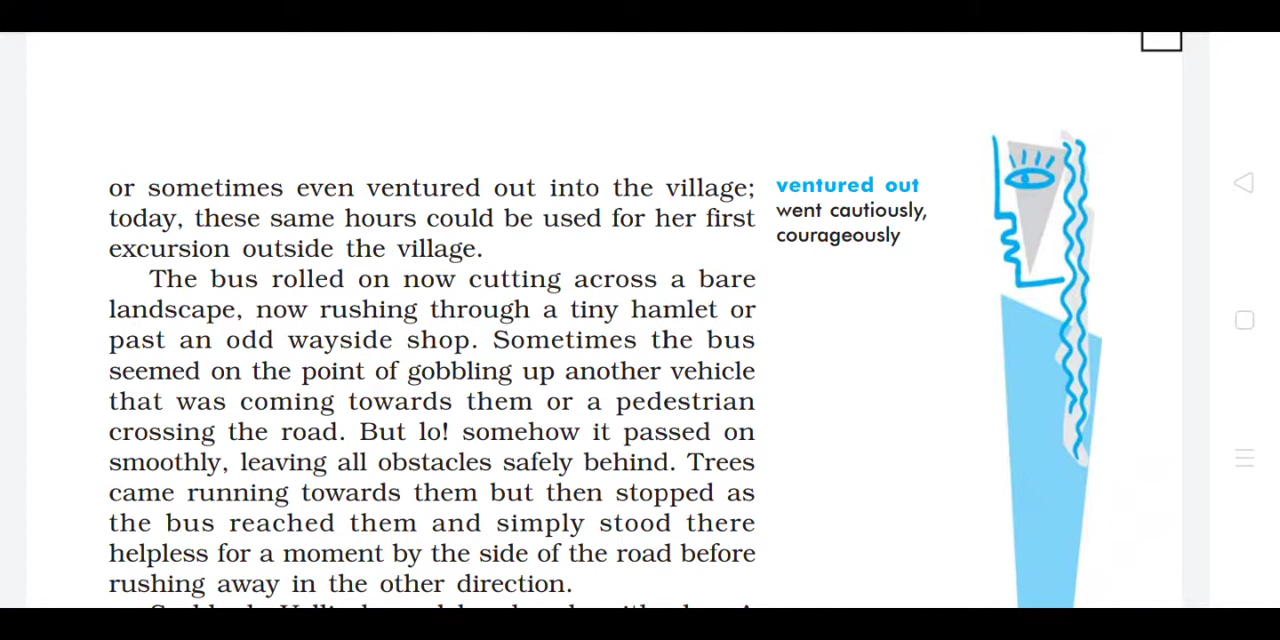 or sometimes even ventured out into the village;
today, these same hours could be used for her first
excursion outside the village.
The bus rolled on now cutting across a bare
landscape, now rushing through a tiny hamlet or
past an odd wayside shop. Sometimes the bus
seemed on the point of gobbling up another vehicle
that was coming towards them or a pedestrian
crossing the road. But lo! somehow it passed on
smoothly, leaving all obstacles safely behind. Trees
came running towards them but then stopped as
the bus reached them and simply stood there
helpless for a moment by the side of the road before
rushing away in the other direction.
ventured out
went cautiously,
courageously